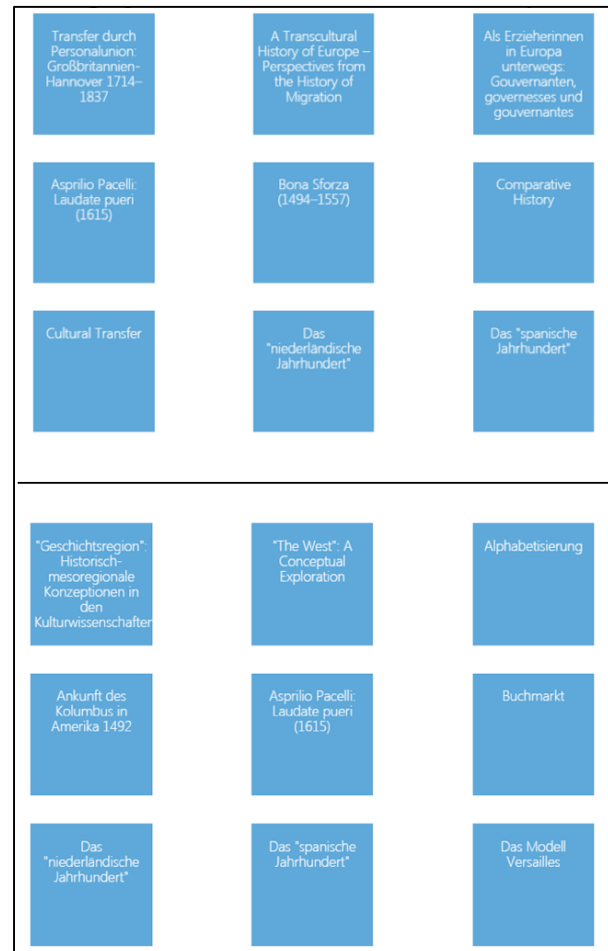 Transfer durch
Personalunion:
Großbritannien-
Hannover 1714–
1837
A Transcultural
History of Europe –
Perspectives from
the History of
Migration
Als Erzieherinnen
in Europa
unterwegs:
Gouvernanten,
governesses und
gouvernantes
Asprilio Pacelli:
Laudate pueri
(1615)
Bona Sforza
(1494–1557)
Comparative
History
Cultural Transfer
Das
"niederländische
Jahrhundert"
Das "spanische
Jahrhundert"
"Geschichtsregion":
Historisch-
mesoregionale
Konzeptionen in
den
Kulturwissenschafter
"The West": A
Conceptual
Exploration
Alphabetisierung
Ankunft des
Kolumbus in
Amerika 1492
Asprilio Pacelli:
Laudate pueri
(1615)
Buchmarkt
Das
"niederländische
Jahrhundert"
Das "spanische
Jahrhundert"
Das Modell
Versailles